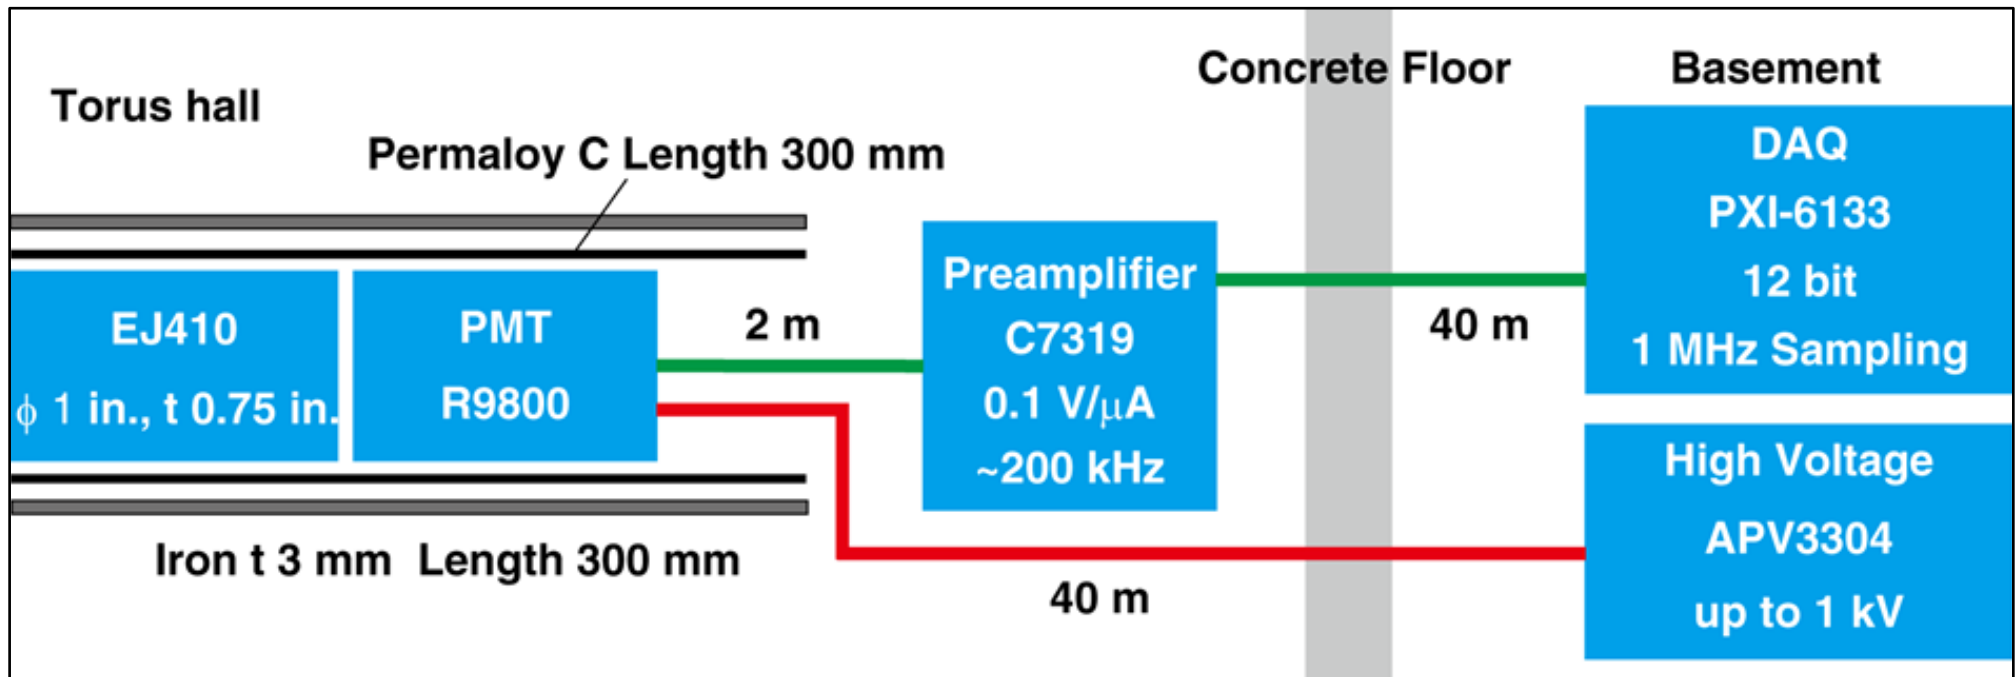 Torus hall
Permaloy C Length 300 mm
Concrete Floor
Basement
EJ410
ϕ 1 in., t 0.75 in.
PMT
R9800
2 m
Preamplifier
C7319
0.1 V/μA
~200 kHz
40 m
DAQ
PXI-6133
12 bit
1 MHz Sampling
Iron t 3 mm Length 300 mm
40 m
High Voltage
APV3304
up to 1 kV